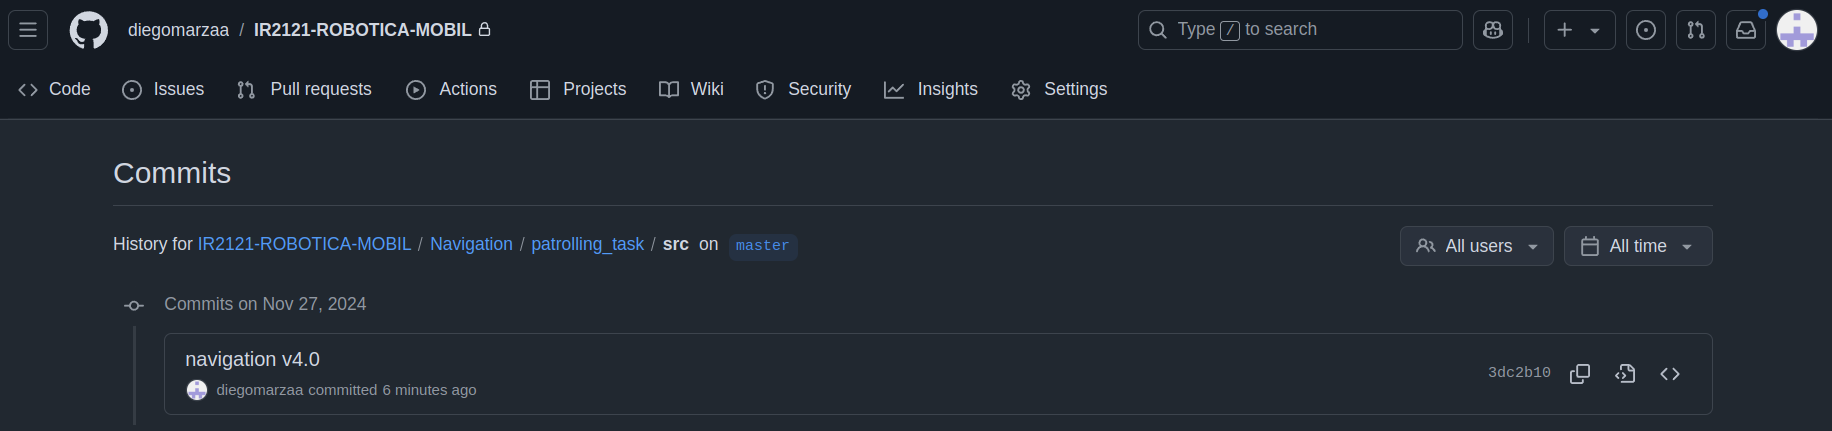 diegomarzaa / IR2121-ROBOTICA-MOBIL
Type / to search
Code Issues Pull requests Actions Projects Wiki Security Insights Settings
Commits
History for IR2121-ROBOTICA-MOBIL / Navigation / patrolling_task / src on master
All users All time
Commits on Nov 27, 2024
navigation v4.0
3dc2b10
diegomarzaa committed 6 minutes ago